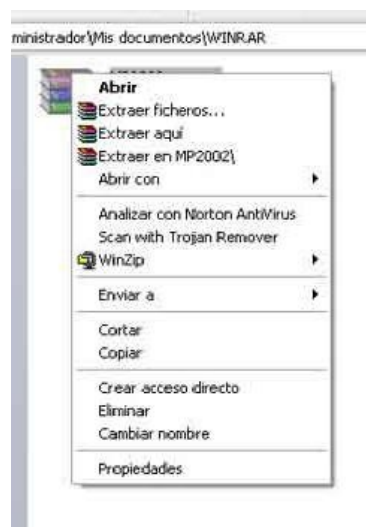 ministrador\Mis documentos\WINRAR
Abrir
Extraer ficheros...
Extraer aquí
Extraer en MP2002\
Abrir con
Analizar con Norton AntiVirus
Scan with Trojan Remover
WinZip
Enviar a
Cortar
Copiar
Crear acceso directo
Eliminar
Cambiar nombre
Propiedades